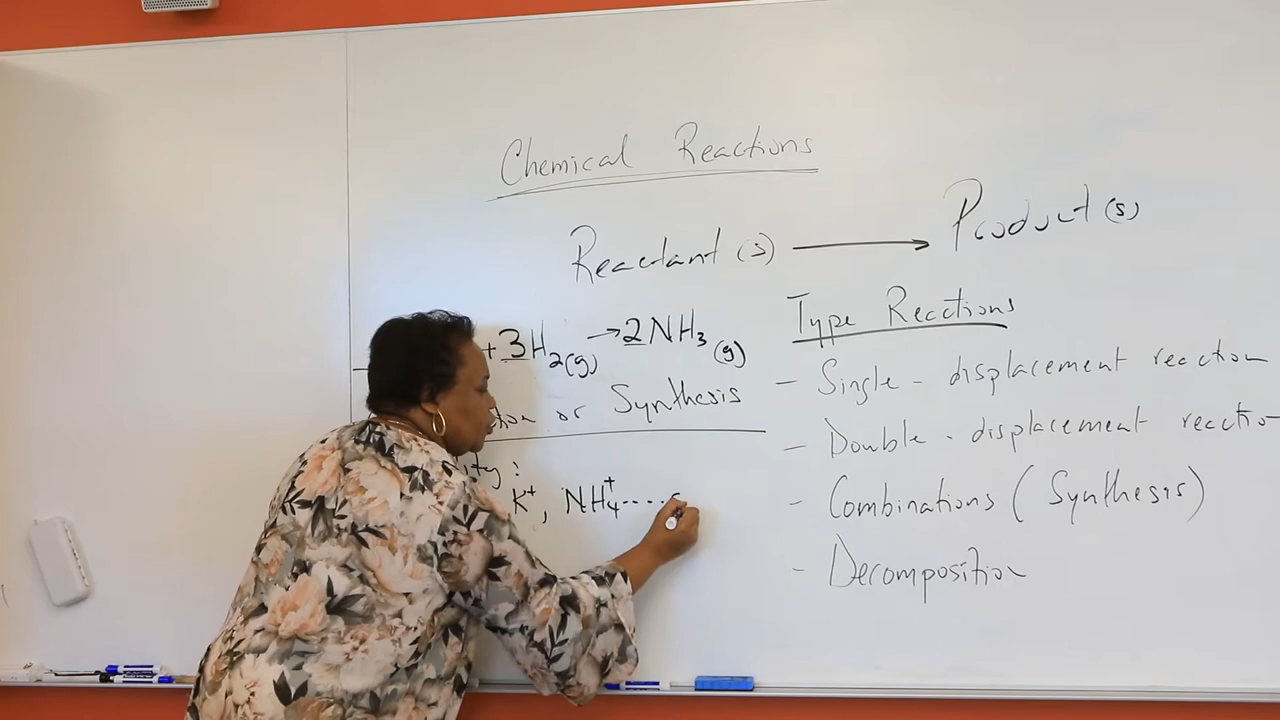 Chemical Reactions
Reactant (s) → Product (s)
+ 3H2(g) → 2NH3 (g)
or Synthesis
K+, NH4+ ....
Type Reactions
- Single - displacement reaction
- Double - displacement reactio
- Combinations (Synthesis)
- Decomposition